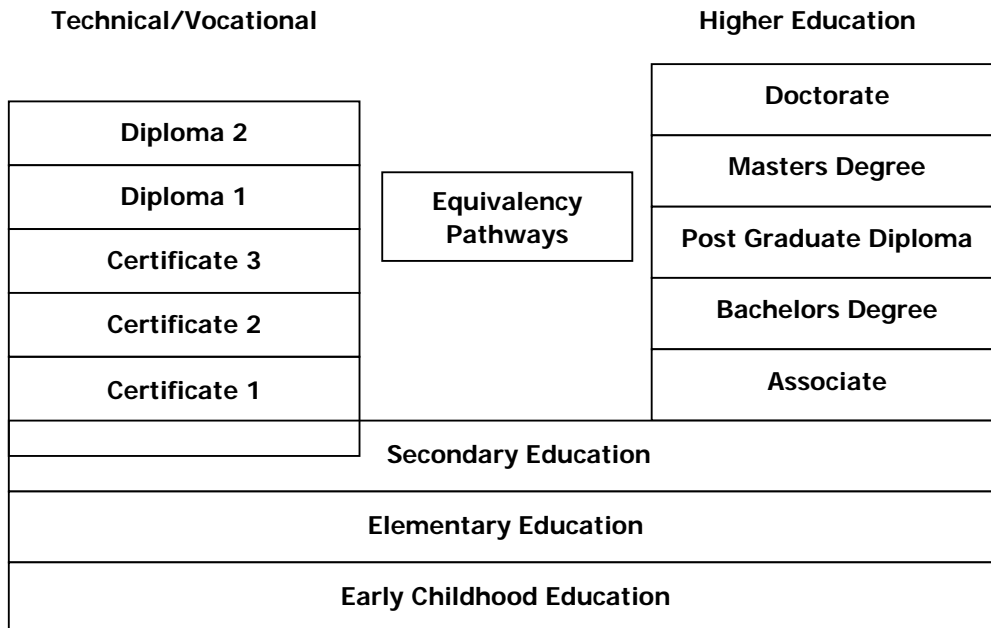 Technical/Vocational
Higher Education
Diploma 2
Diploma 1
Certificate 3
Certificate 2
Certificate 1
Equivalency
Pathways
Doctorate
Masters Degree
Post Graduate Diploma
Bachelors Degree
Associate
Secondary Education
Elementary Education
Early Childhood Education